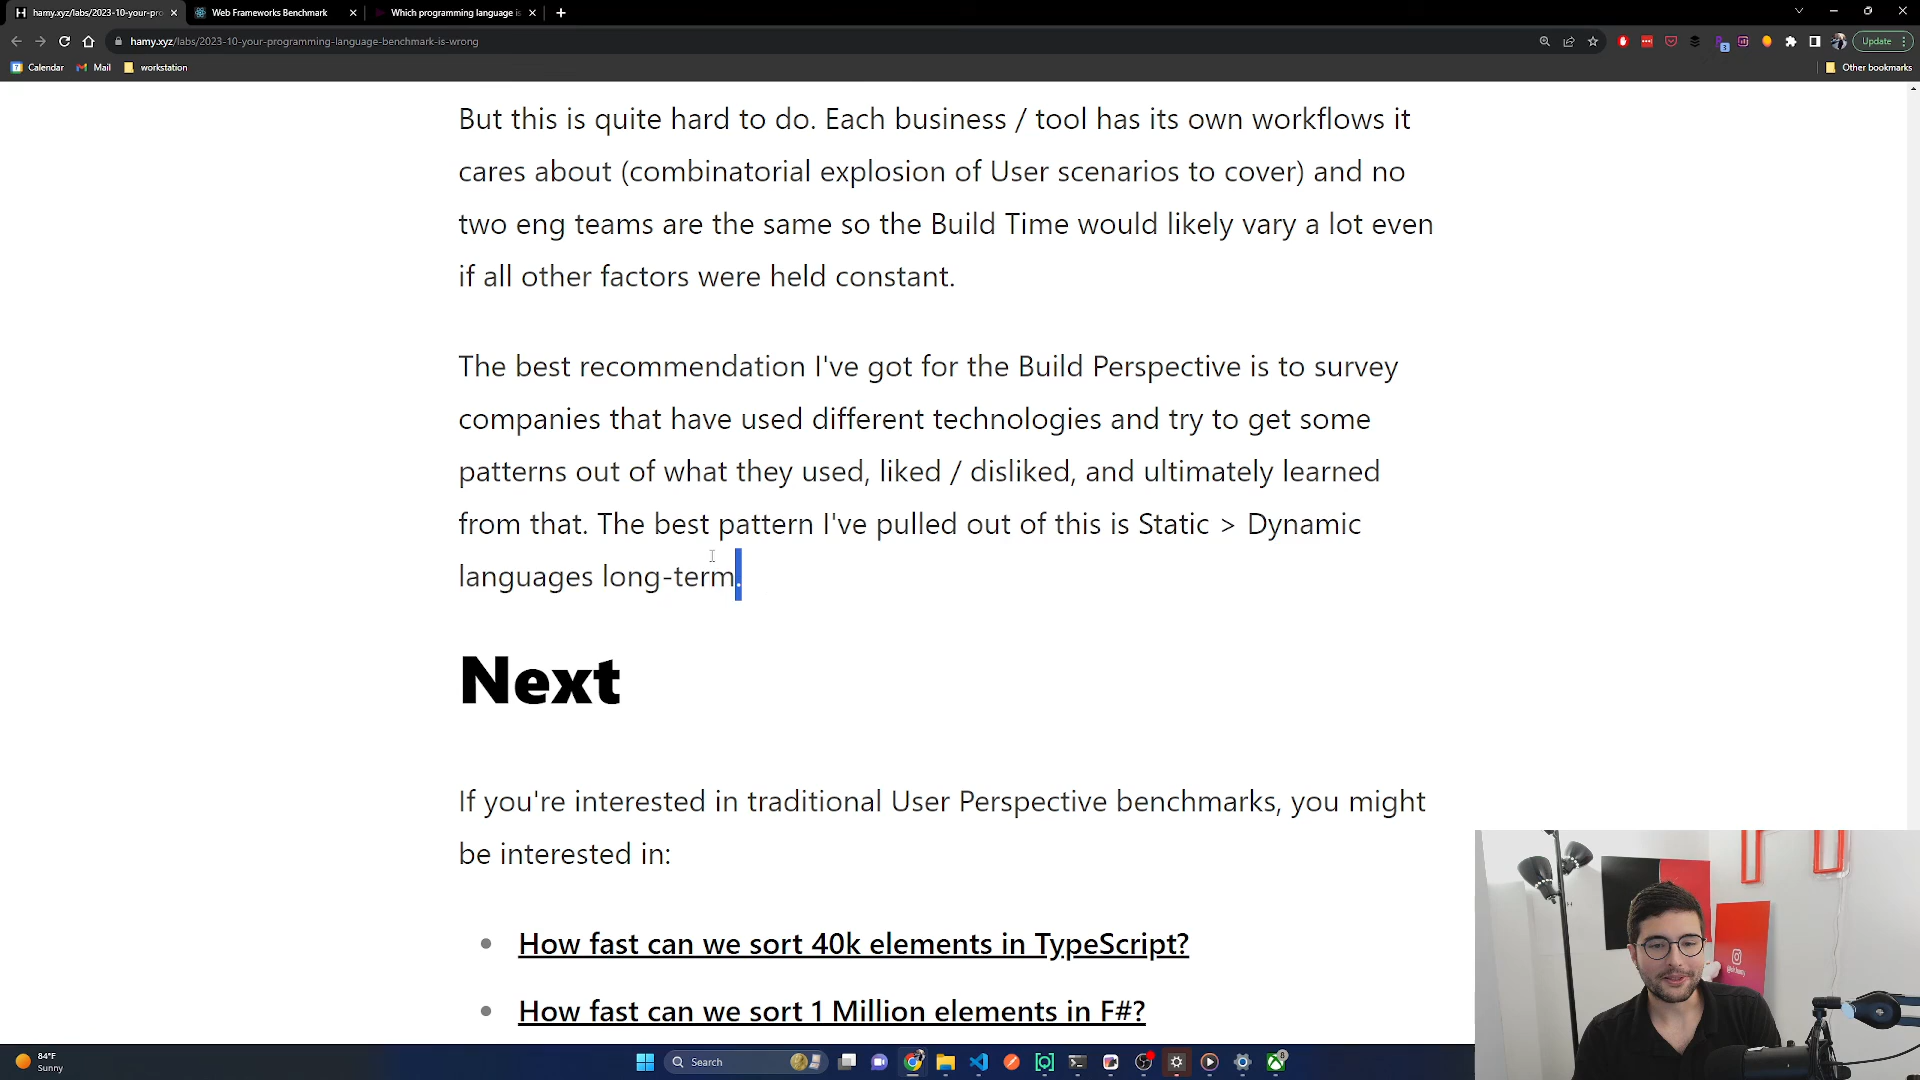 hamy.xyz/labs/2023-10-your-pro
Web Frameworks Benchmark
Which programming language is
hamy.xyz/labs/2023-10-your-programming-language-benchmark-is-wrong
Update
Calendar
Mail
workstation
Other bookmarks
But this is quite hard to do. Each business / tool has its own workflows it
cares about (combinatorial explosion of User scenarios to cover) and no
two eng teams are the same so the Build Time would likely vary a lot even
if all other factors were held constant.
The best recommendation I've got for the Build Perspective is to survey
companies that have used different technologies and try to get some
patterns out of what they used, liked / disliked, and ultimately learned
from that. The best pattern I've pulled out of this is Static > Dynamic
languages long-term.
Next
If you're interested in traditional User Perspective benchmarks, you might
be interested in:
How fast can we sort 40k elements in TypeScript?
How fast can we sort 1 Million elements in F#?
84°F
Sunny
Search